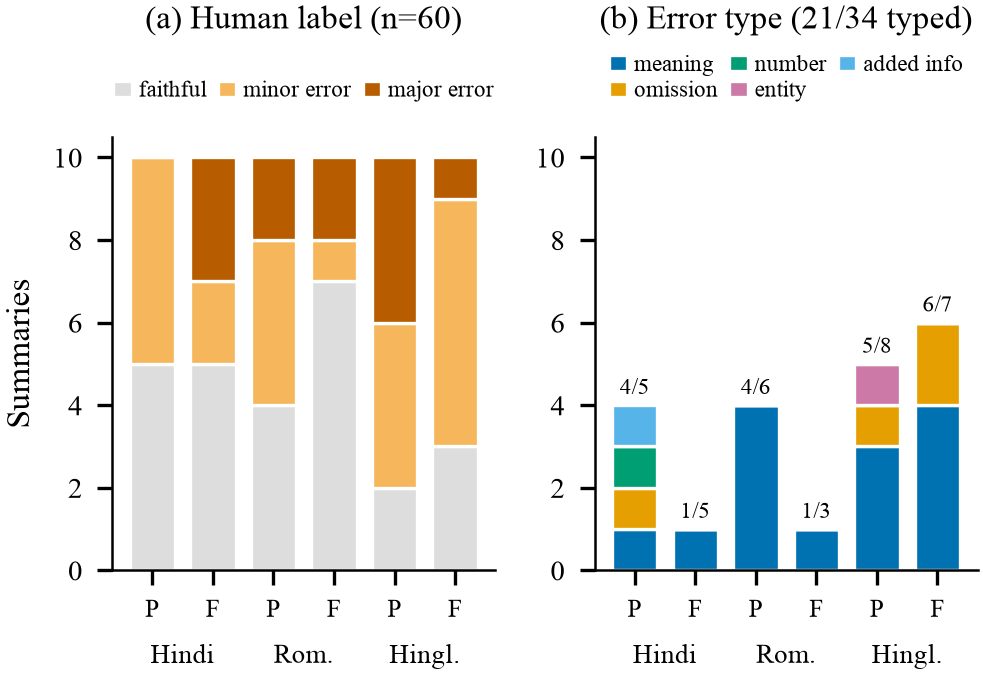 (a) Human label (n=60)
faithful minor error major error
Summaries
10
8
6
4
2
0
P F P F P F
Hindi Rom. Hingl.
(b) Error type (21/34 typed)
meaning number added info
omission entity
10
8
6
4
2
0
4/5
1/5
4/6
1/3
5/8
6/7
P F P F P F
Hindi Rom. Hingl.